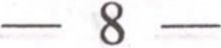 — 8 —